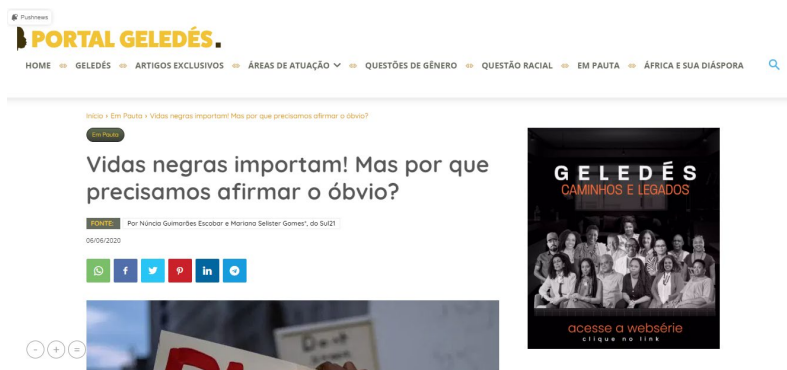 Pushnews
PORTAL GELEDÉS.
HOME GELEDÉS ARTIGOS EXCLUSIVOS ÁREAS DE ATUAÇÃO QUESTÕES DE GÊNERO QUESTÃO RACIAL EM PAUTA ÁFRICA E SUA DIÁSPORA
Início › Em Pauta › Vidas negras importam! Mas por que precisamos afirmar o óbvio?
Em Pauta
Vidas negras importam! Mas por que
precisamos afirmar o óbvio?
FONTE: Por Núncia Guimarães Escobar e Mariana Selister Gomes*, do Sul21
06/06/2020
GELEDÉS
CAMINHOS E LEGADOS
acesse a websérie
clique no link